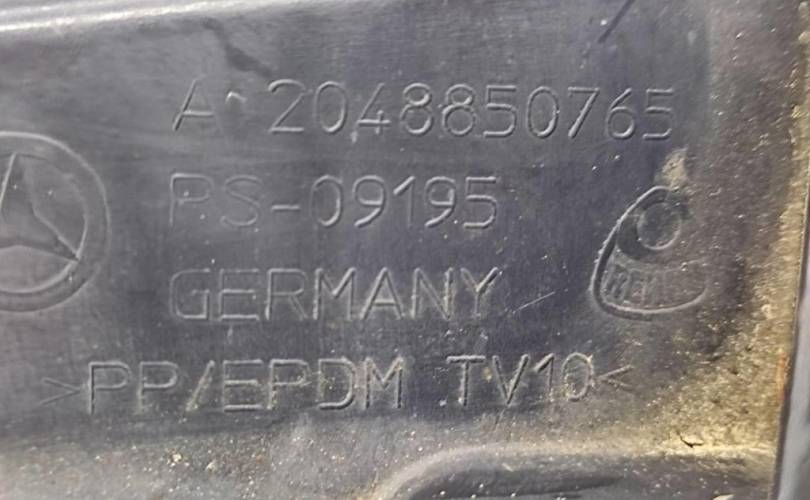 A 2048850765
PS-09195
GERMANY
>PP/EPDM TV10<